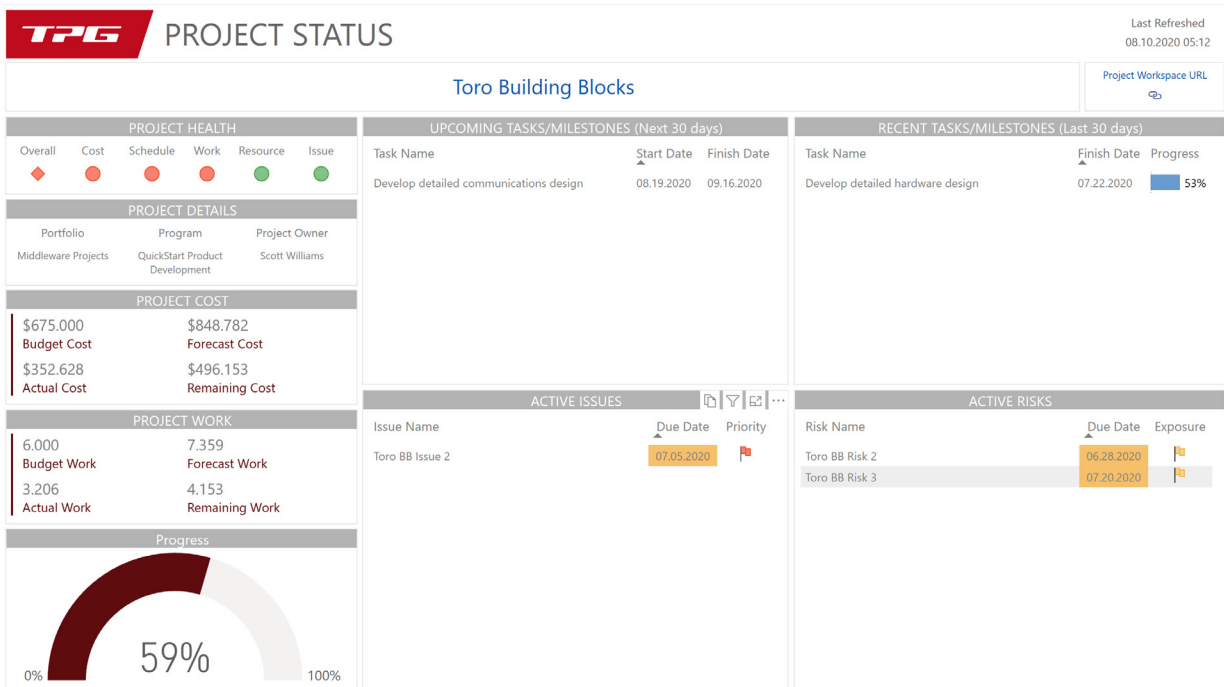 TPG
PROJECT STATUS
Last Refreshed
08.10.2020 05:12
Toro Building Blocks
Project Workspace URL
PROJECT HEALTH
Overall Cost Schedule Work Resource Issue
PROJECT DETAILS
Portfolio Program Project Owner
Middleware Projects QuickStart Product Scott Williams
Development
PROJECT COST
$675.000 $848.782
Budget Cost Forecast Cost
$352.628 $496.153
Actual Cost Remaining Cost
PROJECT WORK
6.000 7.359
Budget Work Forecast Work
3.206 4.153
Actual Work Remaining Work
Progress
59%
0% 100%
UPCOMING TASKS/MILESTONES (Next 30 days)
Task Name Start Date Finish Date
Develop detailed communications design 08.19.2020 09.16.2020
RECENT TASKS/MILESTONES (Last 30 days)
Task Name Finish Date Progress
Develop detailed hardware design 07.22.2020 53%
ACTIVE ISSUES
Issue Name Due Date Priority
Toro BB Issue 2 07.05.2020
ACTIVE RISKS
Risk Name Due Date Exposure
Toro BB Risk 2 06.28.2020
Toro BB Risk 3 07.20.2020